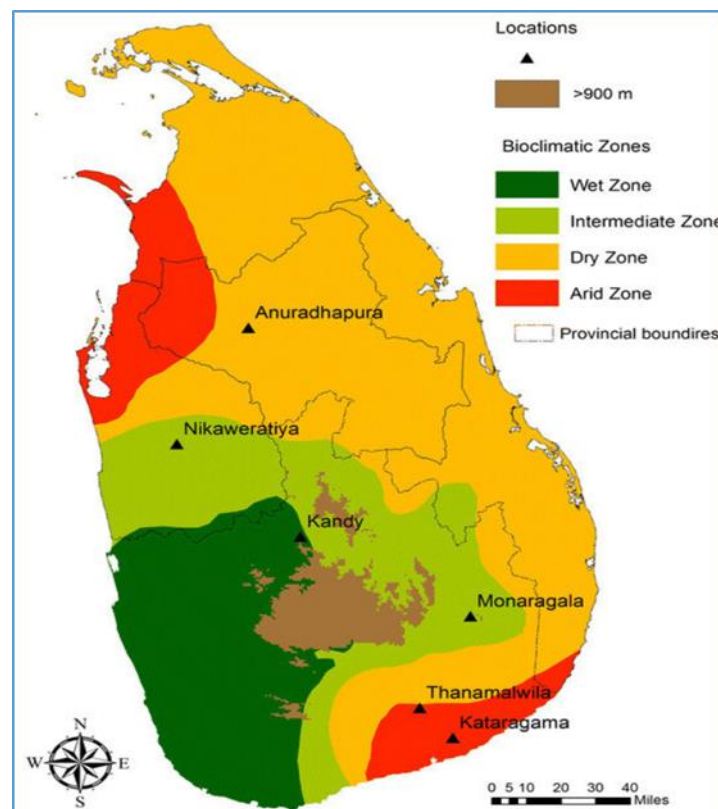 Locations
>900 m
Bioclimatic Zones
Wet Zone
Intermediate Zone
Dry Zone
Arid Zone
Provincial boundires
Anuradhapura
Nikaweratiya
Kandy
Monaragala
Thanamalwila
Kataragama
N
W E
S
0 5 10 20 30 40
Miles